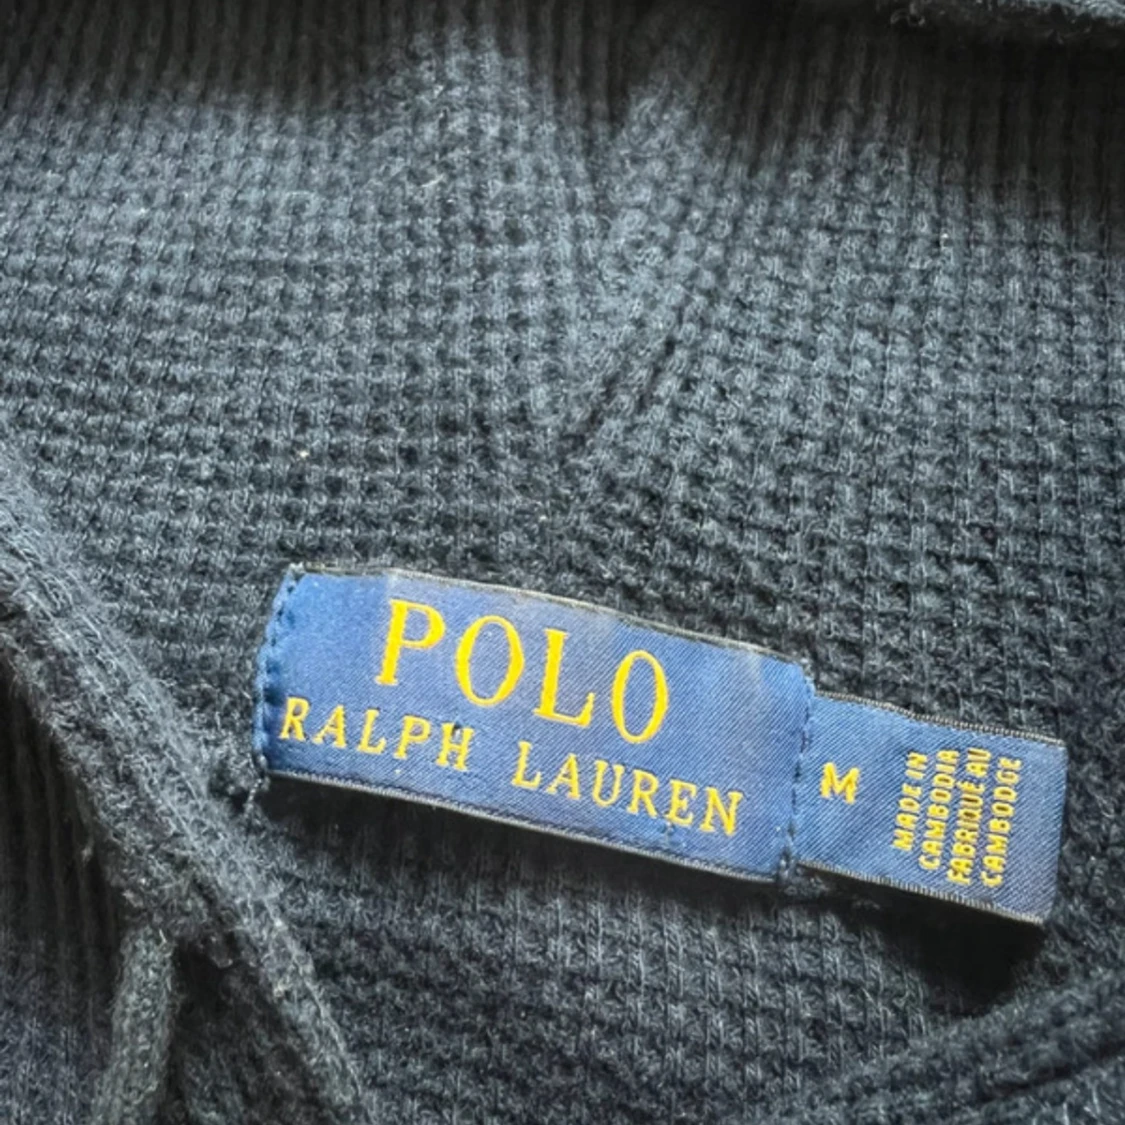 POLO
RALPH LAUREN
M
MADE IN
CAMBODIA
FABRIQUÉ AU
CAMBODGE